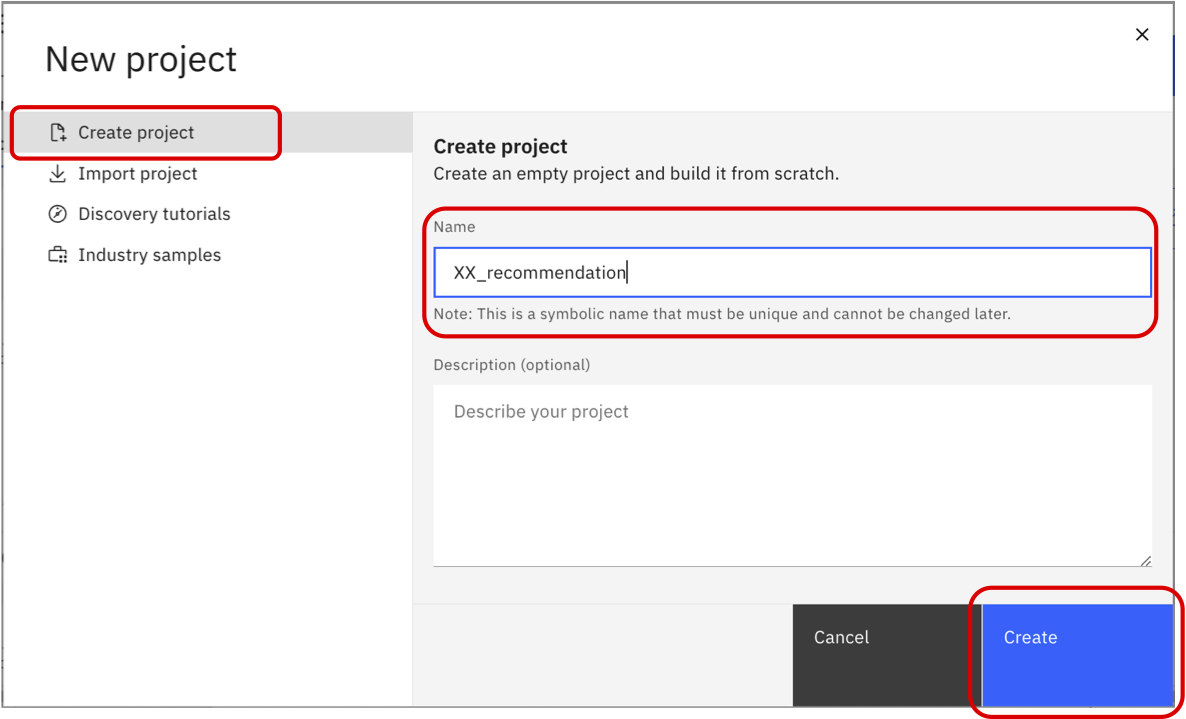 New project
Create project
Import project
Discovery tutorials
Industry samples
Create project
Create an empty project and build it from scratch.
Name
XX_recommendation
Note: This is a symbolic name that must be unique and cannot be changed later.
Description (optional)
Describe your project
Cancel
Create